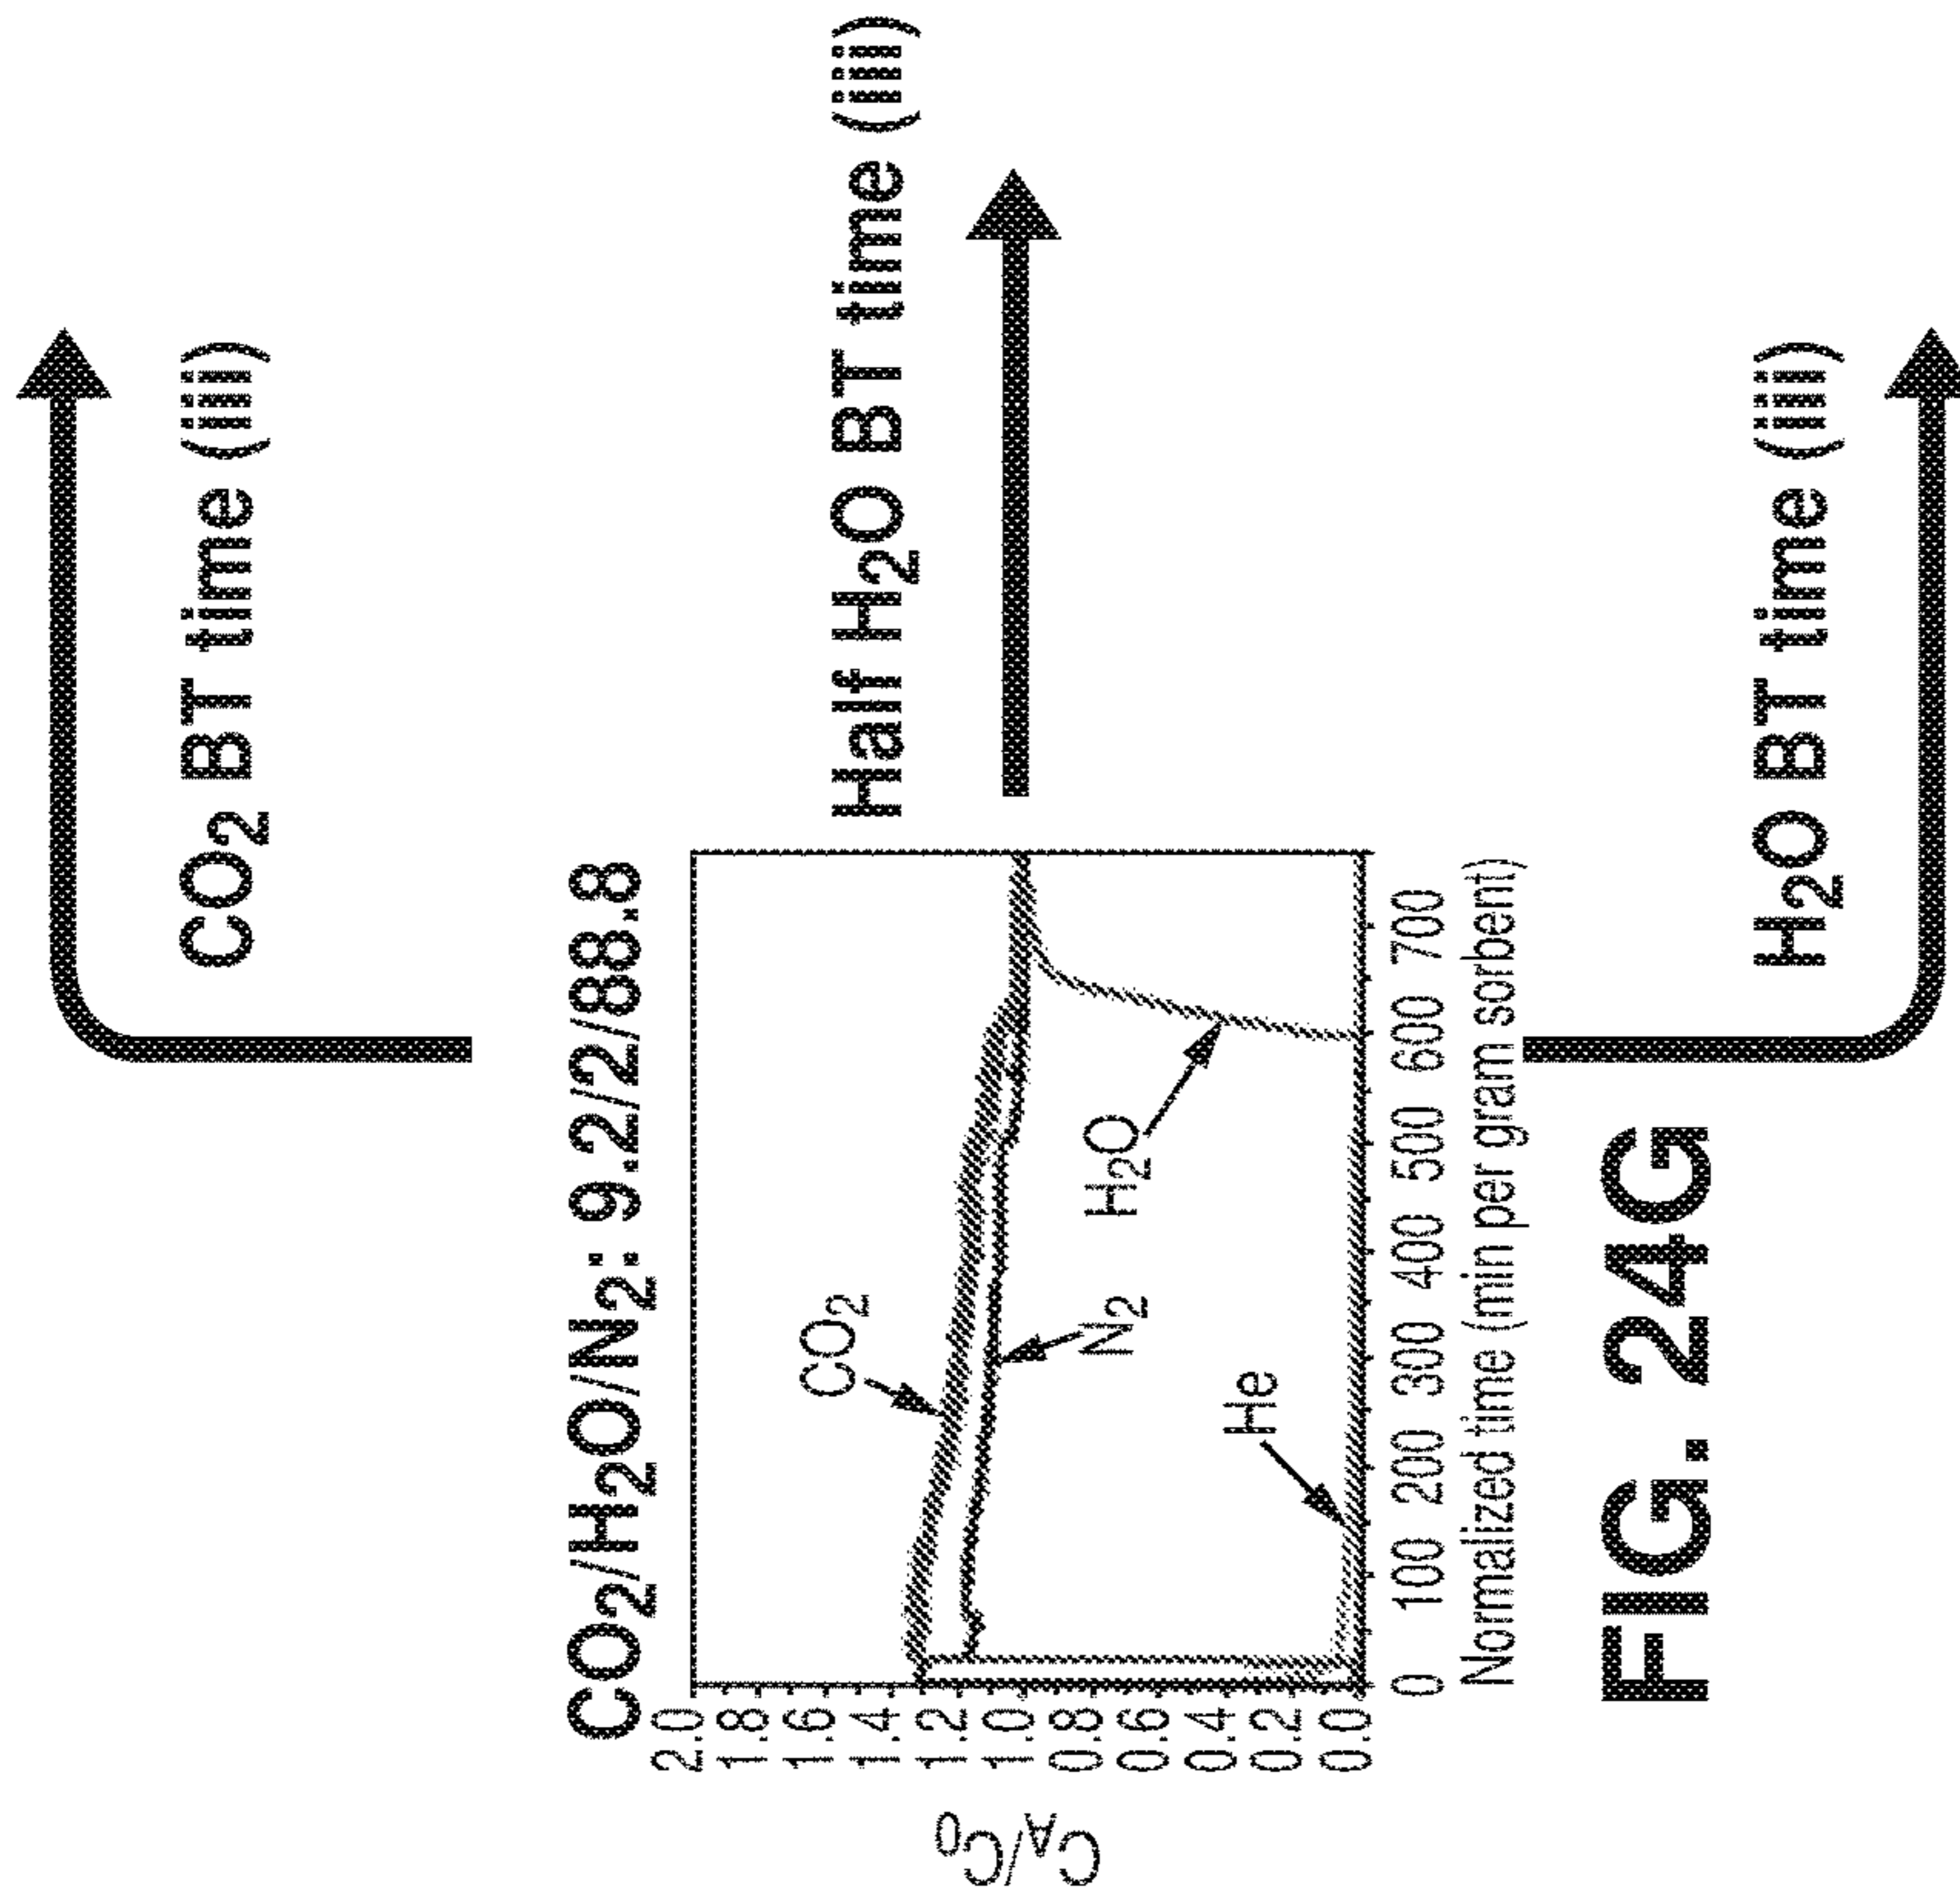 CO₂ BT time (iii)
CO₂/H₂O/N₂: 9.2/2/88.8
Half H₂O BT time (iii)
C_A/C₀
2.0
1.8
1.6
1.4
1.2
1.0
0.8
0.6
0.4
0.2
0.0
CO₂
N₂
He
H₂O
0 100 200 300 400 500 600 700
Normalized time (min per gram sorbent)
H₂O BT time (iii)
FIG. 24G